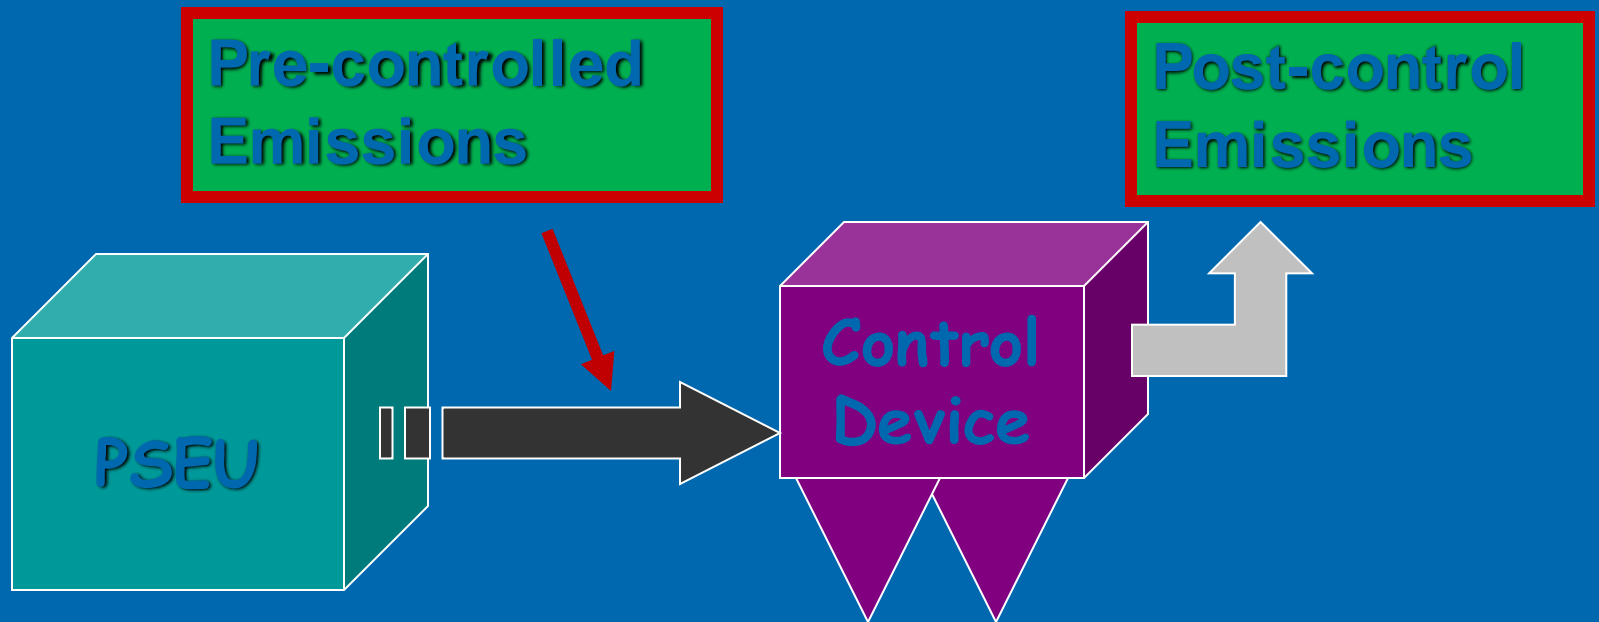 Pre-controlled
Emissions
Post-control
Emissions
PSEU
Control
Device